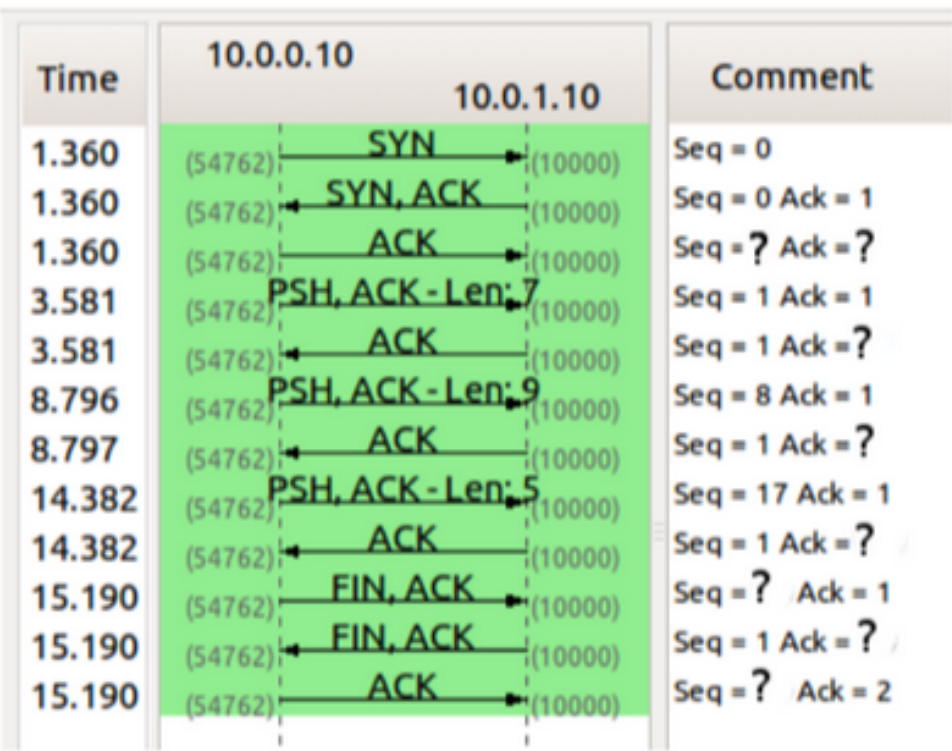 Time 10.0.0.10 10.0.1.10 Comment
1.360 (54762) SYN (10000) Seq = 0
1.360 (54762) SYN, ACK (10000) Seq = 0 Ack = 1
1.360 (54762) ACK (10000) Seq = ? Ack = ?
3.581 (54762) PSH, ACK - Len: 7 (10000) Seq = 1 Ack = 1
3.581 (54762) ACK (10000) Seq = 1 Ack = ?
8.796 (54762) PSH, ACK - Len: 9 (10000) Seq = 8 Ack = 1
8.797 (54762) ACK (10000) Seq = 1 Ack = ?
14.382 (54762) PSH, ACK - Len: 5 (10000) Seq = 17 Ack = 1
14.382 (54762) ACK (10000) Seq = 1 Ack = ?
15.190 (54762) FIN, ACK (10000) Seq = ? Ack = 1
15.190 (54762) FIN, ACK (10000) Seq = 1 Ack = ?
15.190 (54762) ACK (10000) Seq = ? Ack = 2